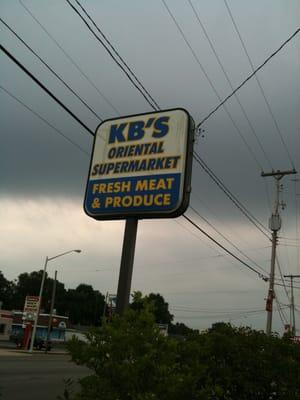 KB'S
ORIENTAL
SUPERMARKET
FRESH MEAT
& PRODUCE